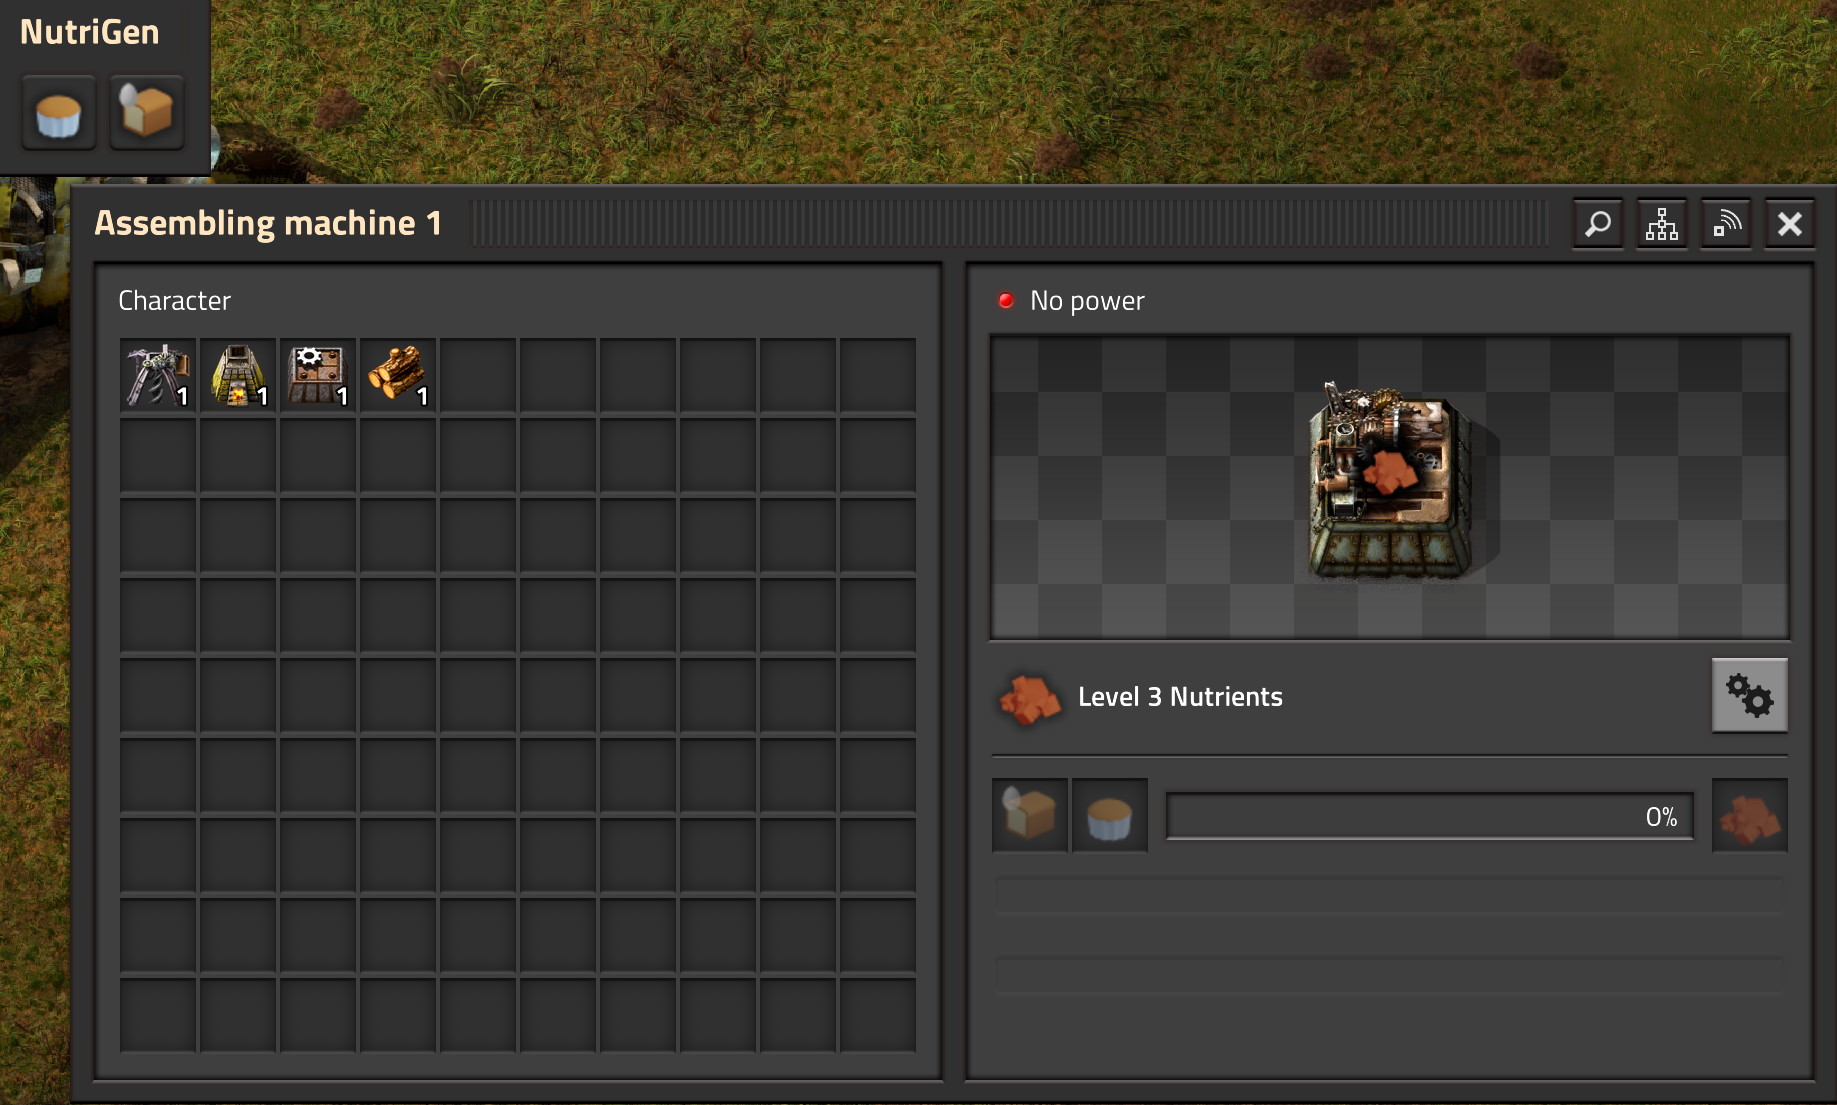 NutriGen
Assembling machine 1
Character
No power
1
1
1
1
Level 3 Nutrients
0%